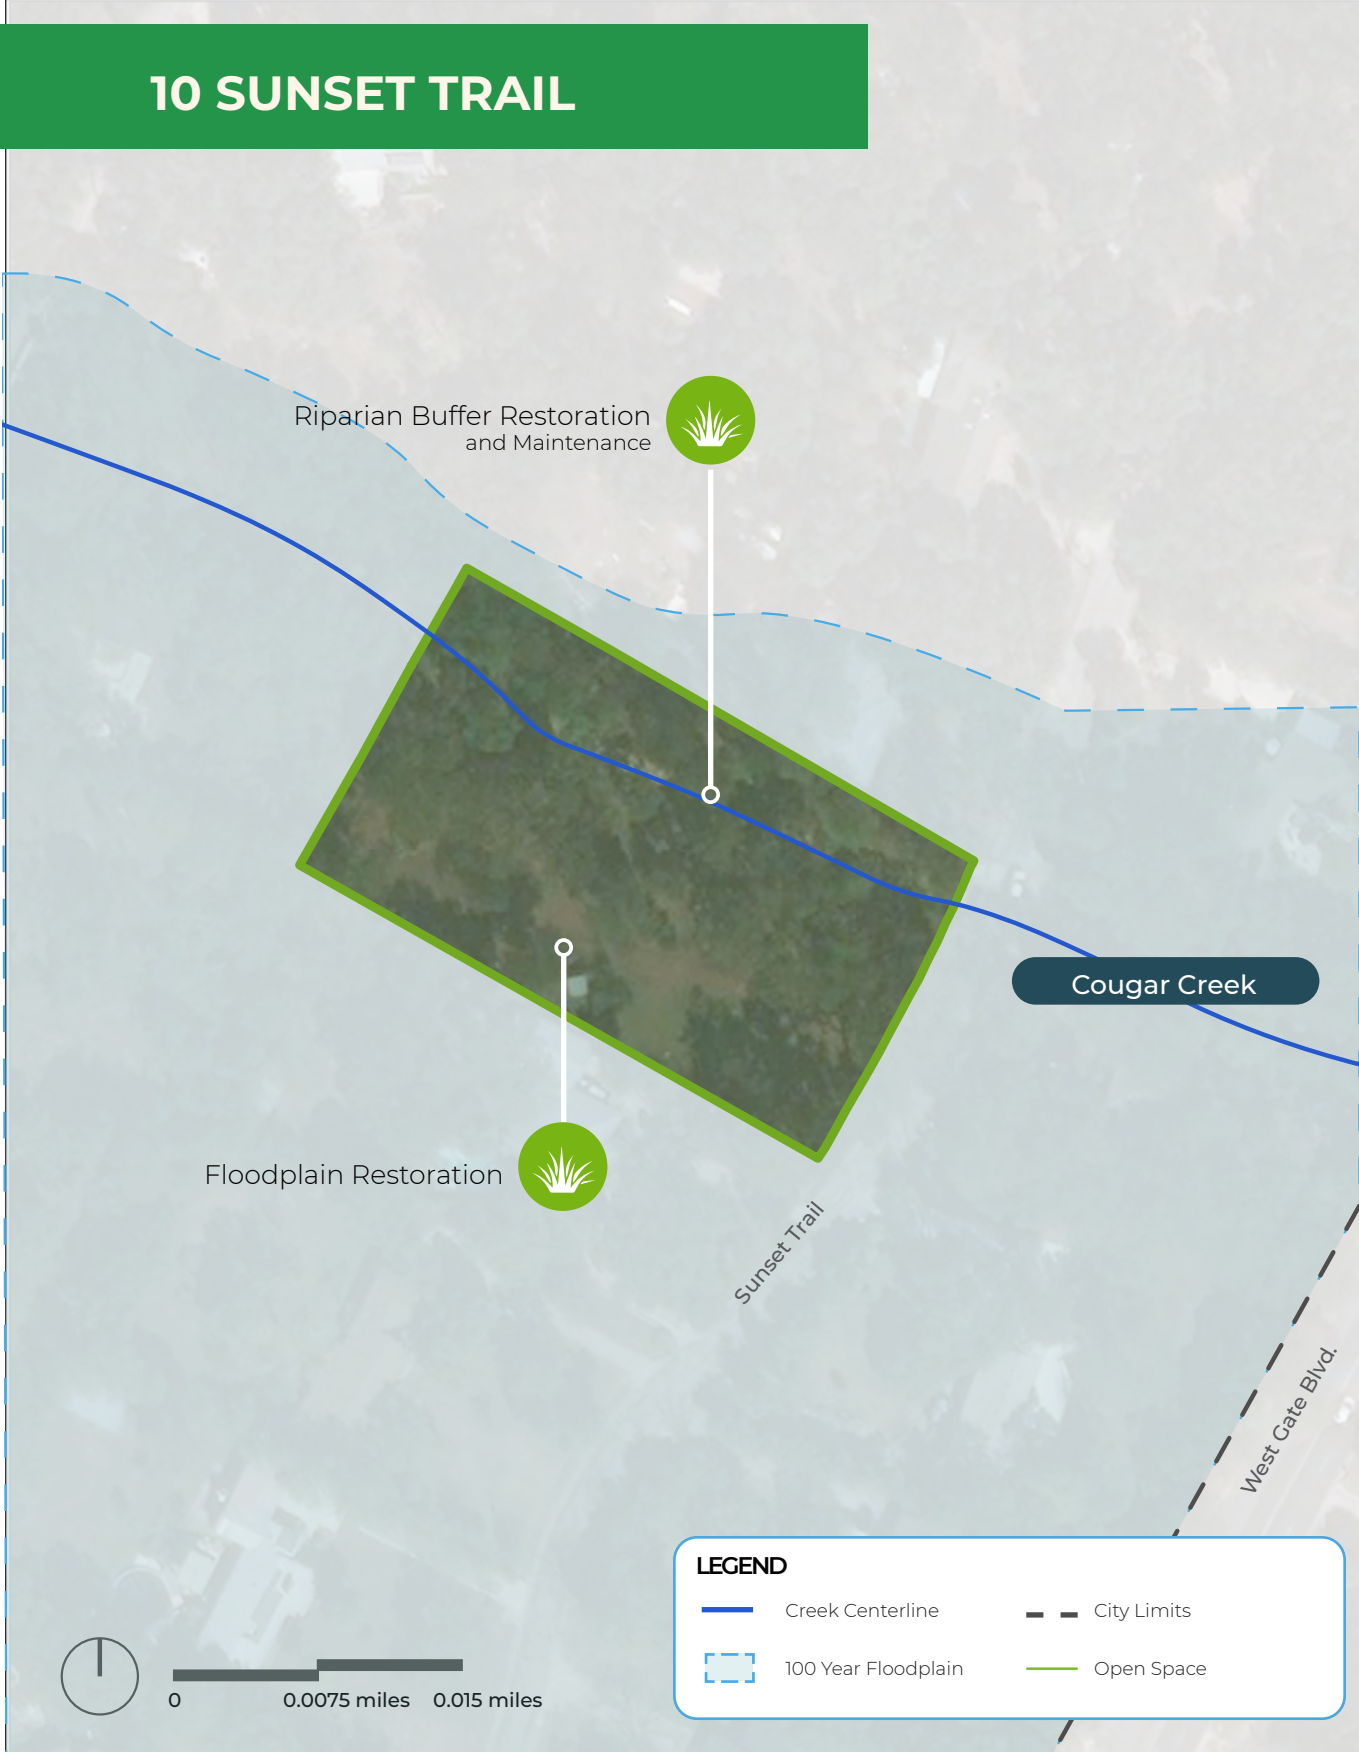 10 SUNSET TRAIL
Riparian Buffer Restoration
and Maintenance
Cougar Creek
Floodplain Restoration
Sunset Trail
West Gate Blvd.
LEGEND
Creek Centerline
City Limits
100 Year Floodplain
Open Space
0
0.0075 miles
0.015 miles